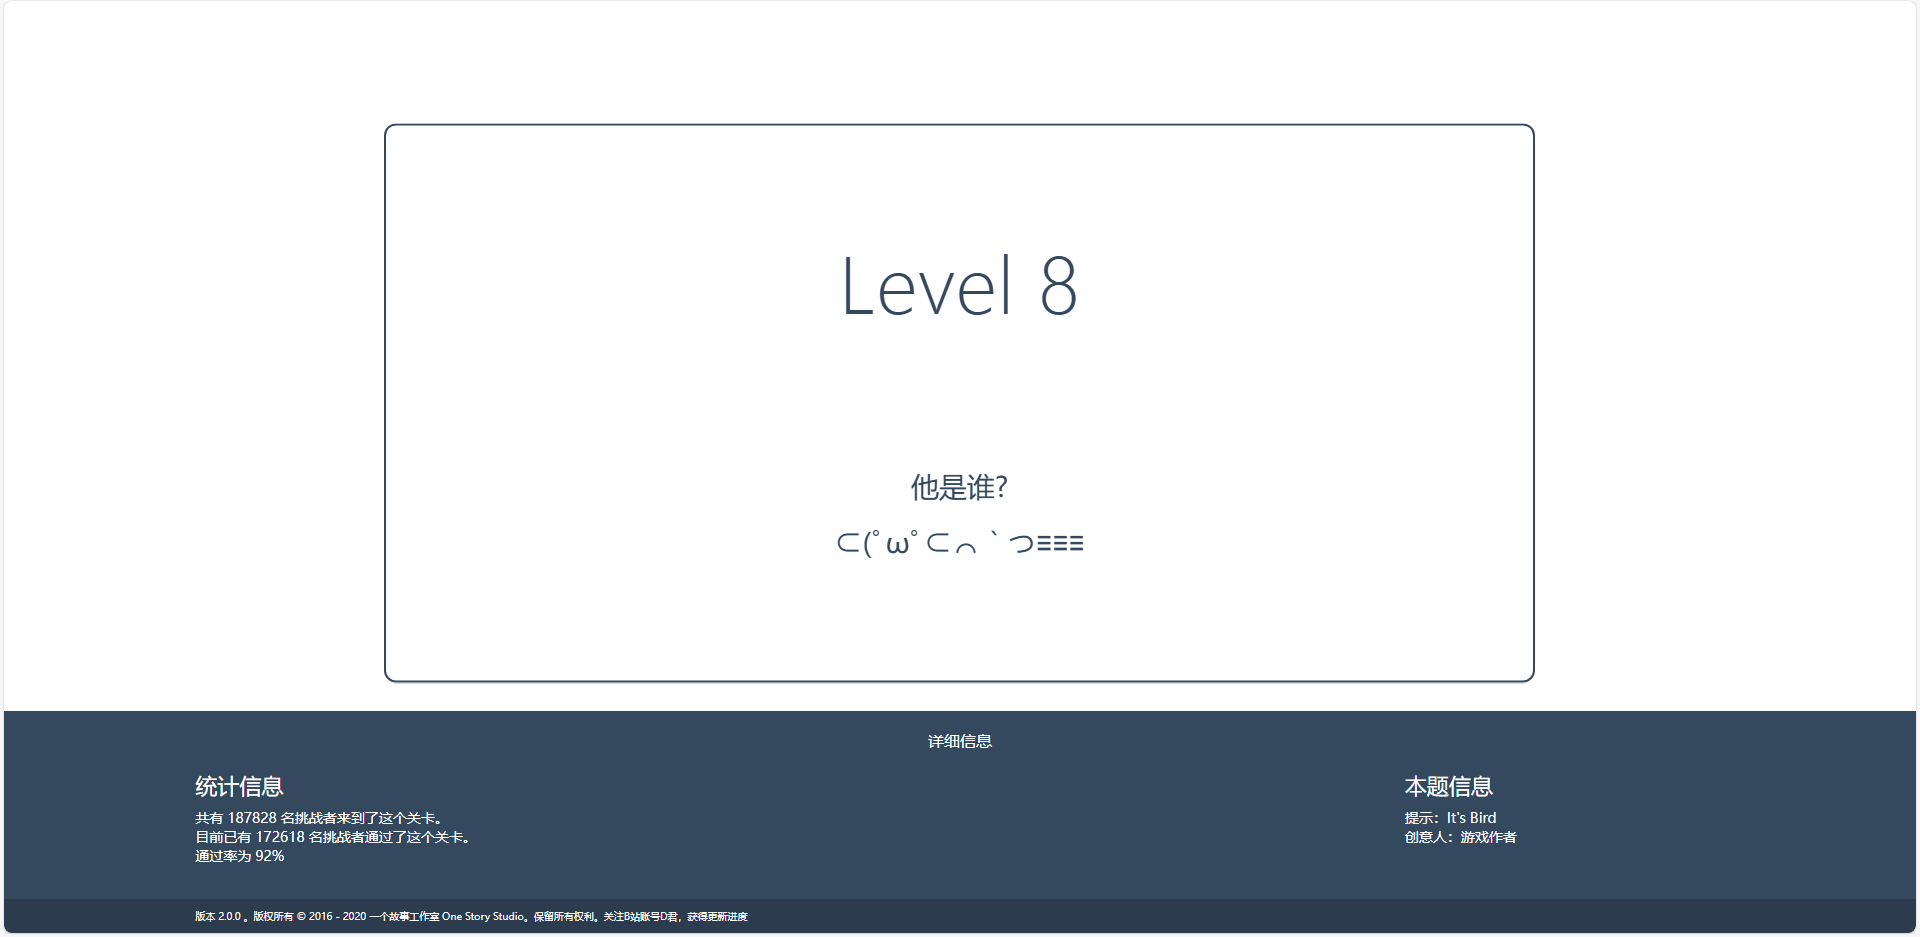 Level 8
他是谁?
⊂(ﾟωﾟ⊂⌒｀つ≡≡≡
详细信息
统计信息
共有 187828 名挑战者来到了这个关卡。
目前已有 172618 名挑战者通过了这个关卡。
通过率为 92%
本题信息
提示：It's Bird
创意人：游戏作者
版本 2.0.0 。版权所有 © 2016 - 2020 一个故事工作室 One Story Studio。保留所有权利。关注B站账号D君，获得更新进度